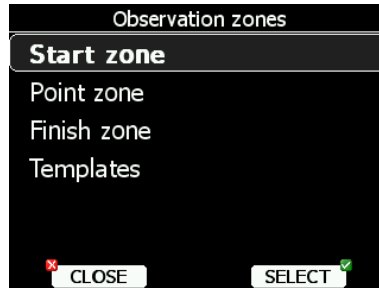 Observation zones
Start zone
Point zone
Finish zone
Templates
CLOSE SELECT